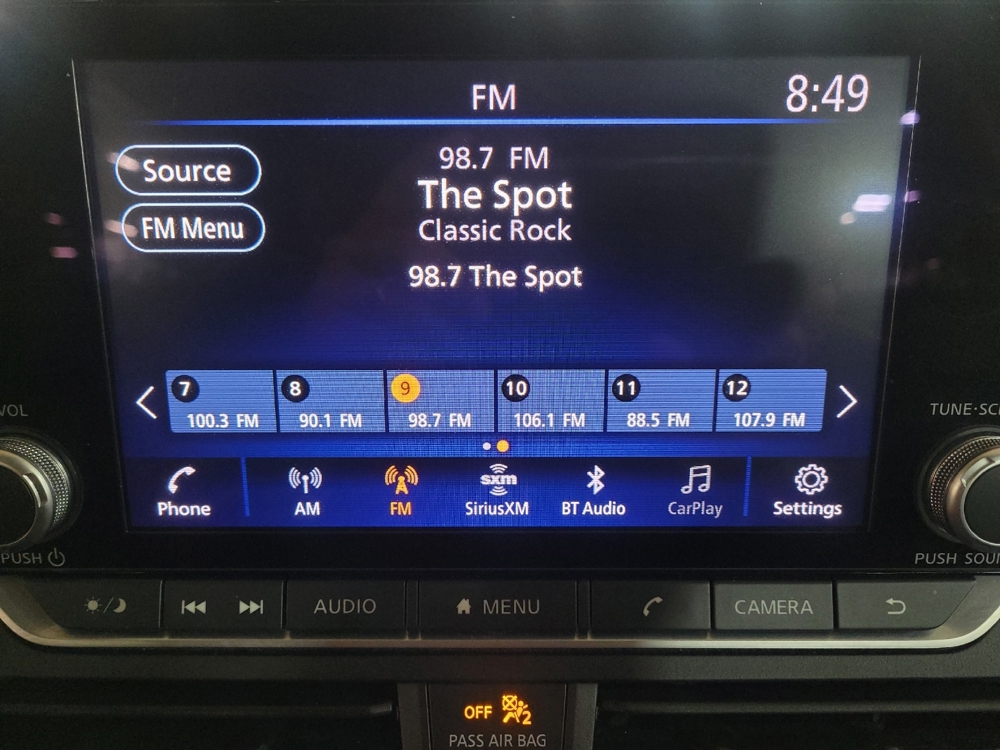 FM
8:49
Source
98.7 FM
The Spot
FM Menu
Classic Rock
98.7 The Spot
7
8
9
10
11
12
100.3 FM
90.1 FM
98.7 FM
106.1 FM
88.5 FM
107.9 FM
VOL
TUNE·SC
sxm
Phone
AM
FM
SiriusXM
BT Audio
CarPlay
Settings
PUSH
PUSH SOU
AUDIO
MENU
CAMERA
OFF
2
PASS AIR BAG